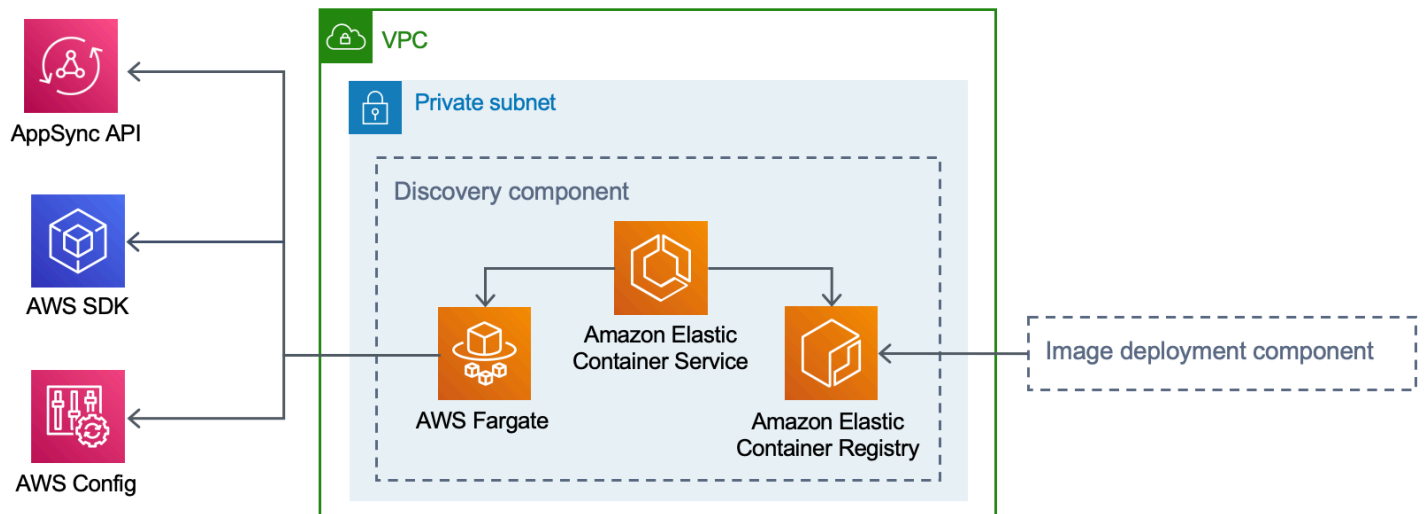 VPC
Private subnet
AppSync API
Discovery component
AWS SDK
Amazon Elastic
Container Service
Image deployment component
AWS Fargate
Amazon Elastic
Container Registry
AWS Config